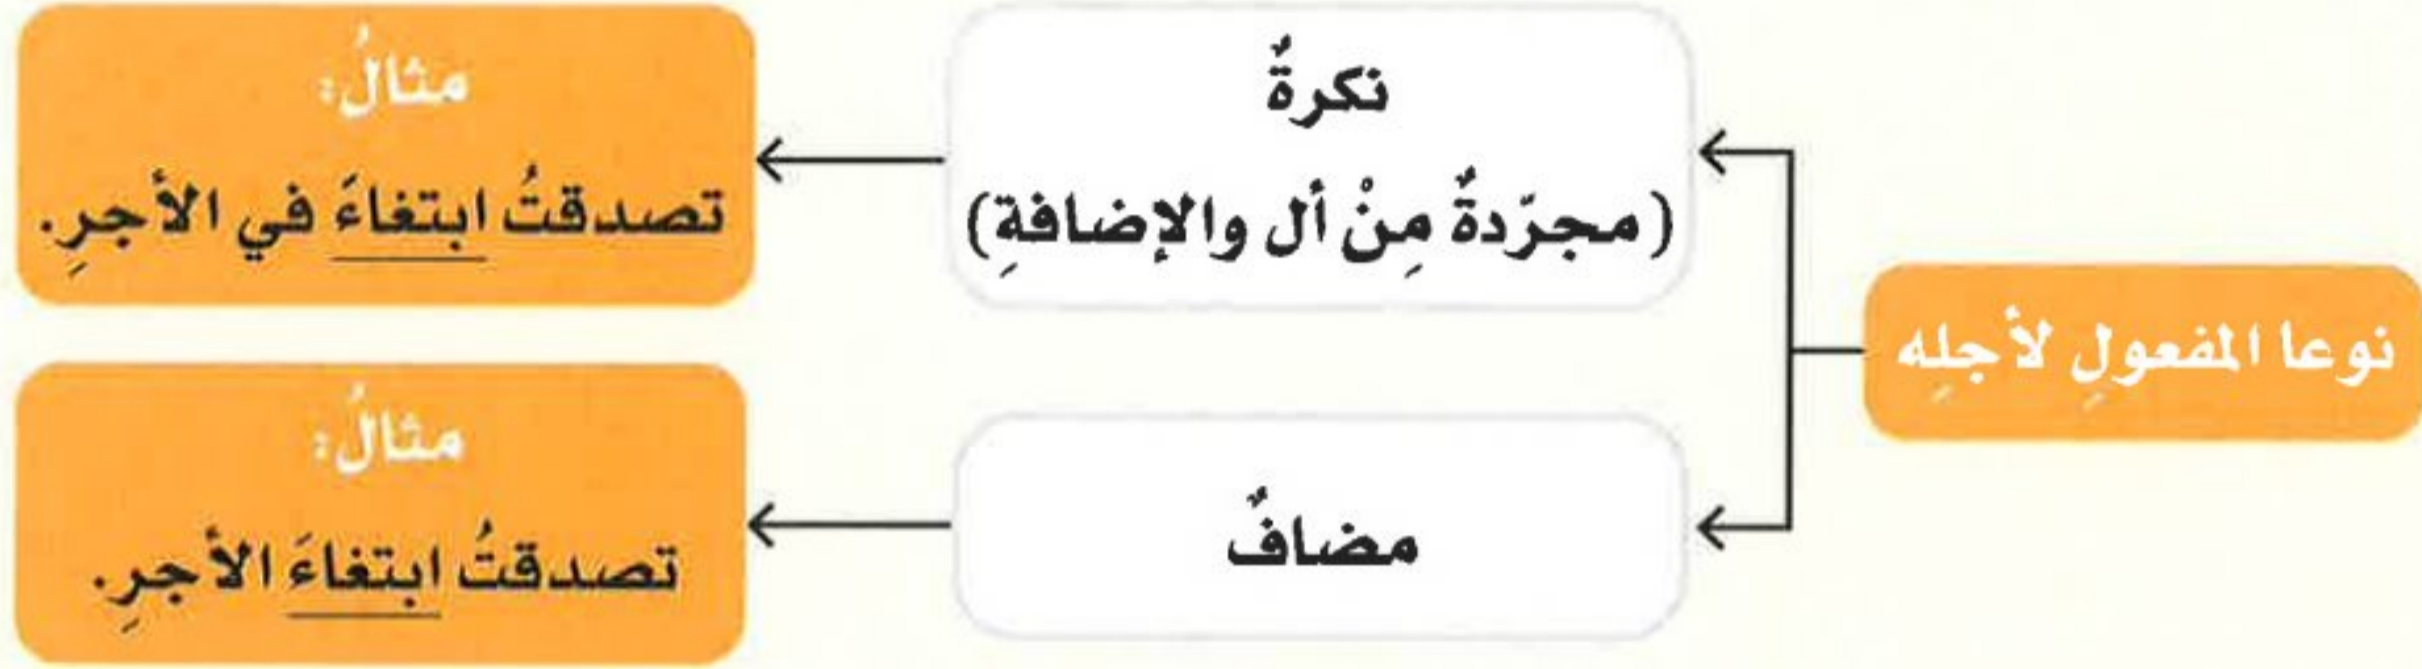 نوعا المفعولِ لأجلِه
نكرةٌ
(مجرّدةٌ مِنْ أل والإضافةِ)
مثالُ:
تصدقتُ ابتغاءَ في الأجرِ.
مضافٌ
مثالُ:
تصدقتُ ابتغاءَ الأجرِ.